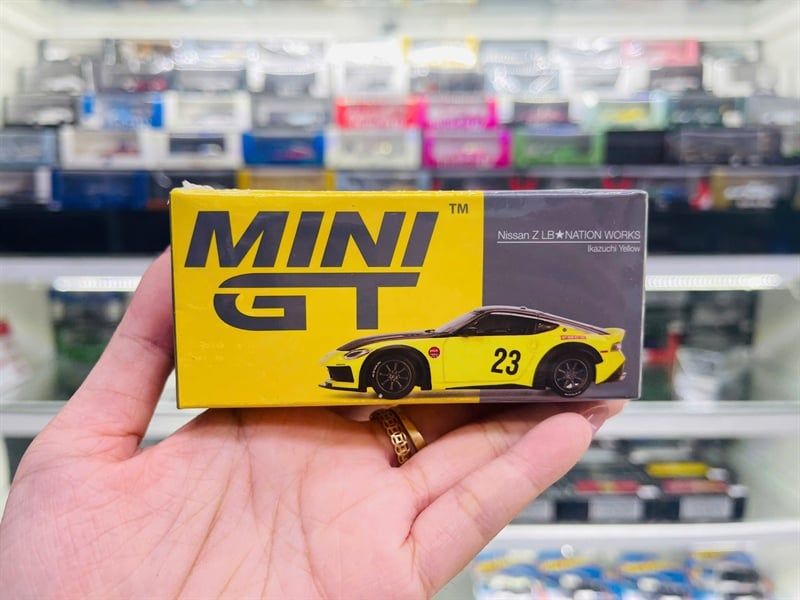 MINI
GT
TM
Nissan Z LB★NATION WORKS
Ikazuchi Yellow
23